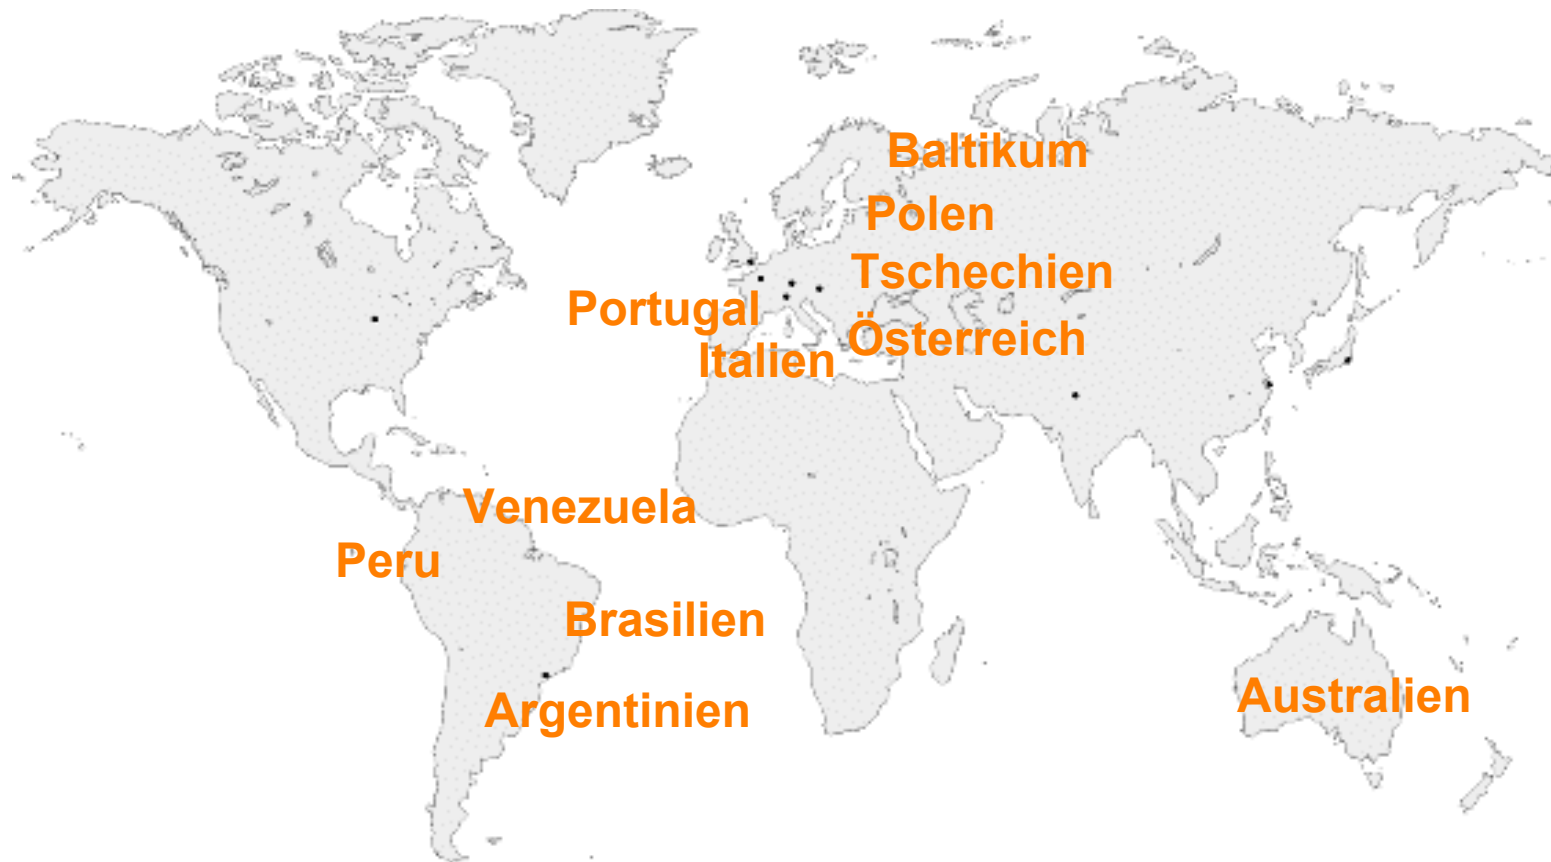 Baltikum
Polen
Tschechien
Portugal
Österreich
Italien
Venezuela
Peru
Brasilien
Argentinien
Australien